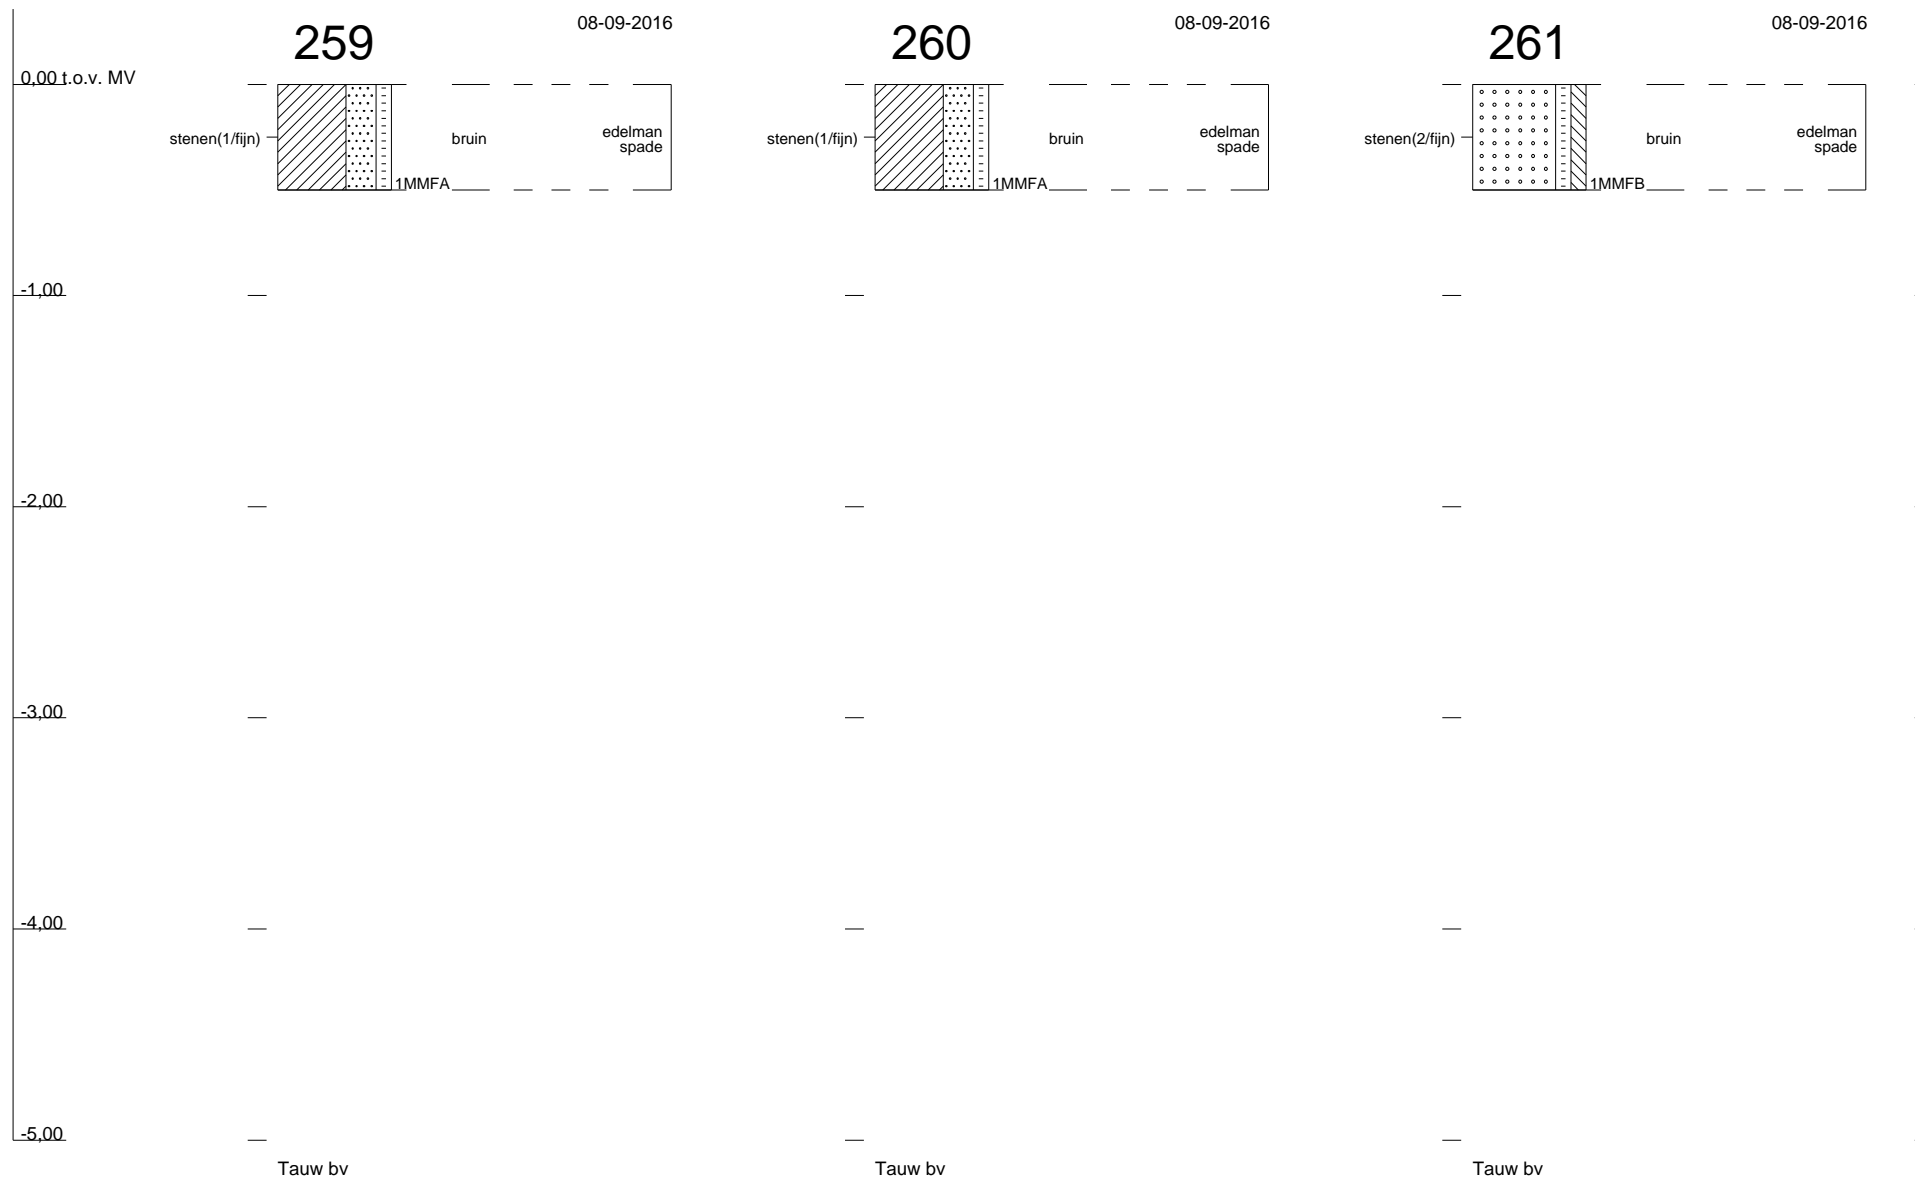 259
08-09-2016
260
08-09-2016
261
08-09-2016
0,00 t.o.v. MV
stenen(1/fijn)
bruin
edelman
spade
1MMFA
stenen(1/fijn)
bruin
edelman
spade
1MMFA
stenen(2/fijn)
bruin
edelman
spade
1MMFB
-1,00
-2,00
-3,00
-4,00
-5,00
Tauw bv
Tauw bv
Tauw bv